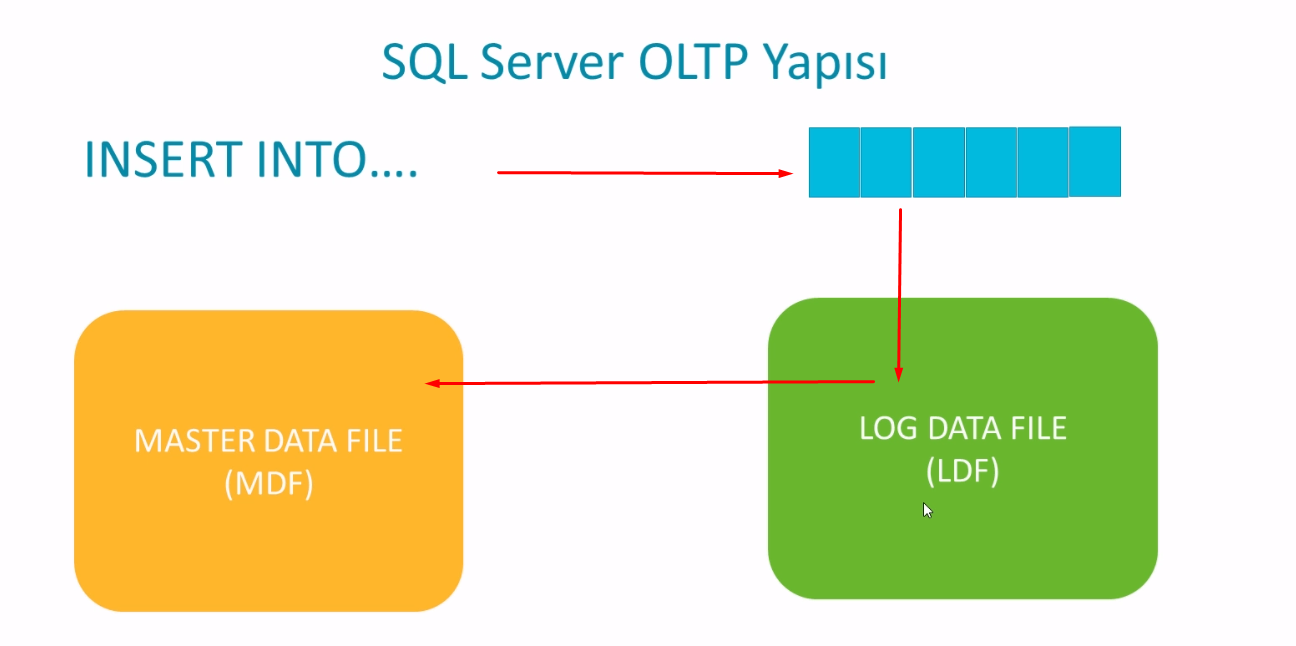 SQL Server OLTP Yapısı
INSERT INTO....
MASTER DATA FILE
(MDF)
LOG DATA FILE
(LDF)